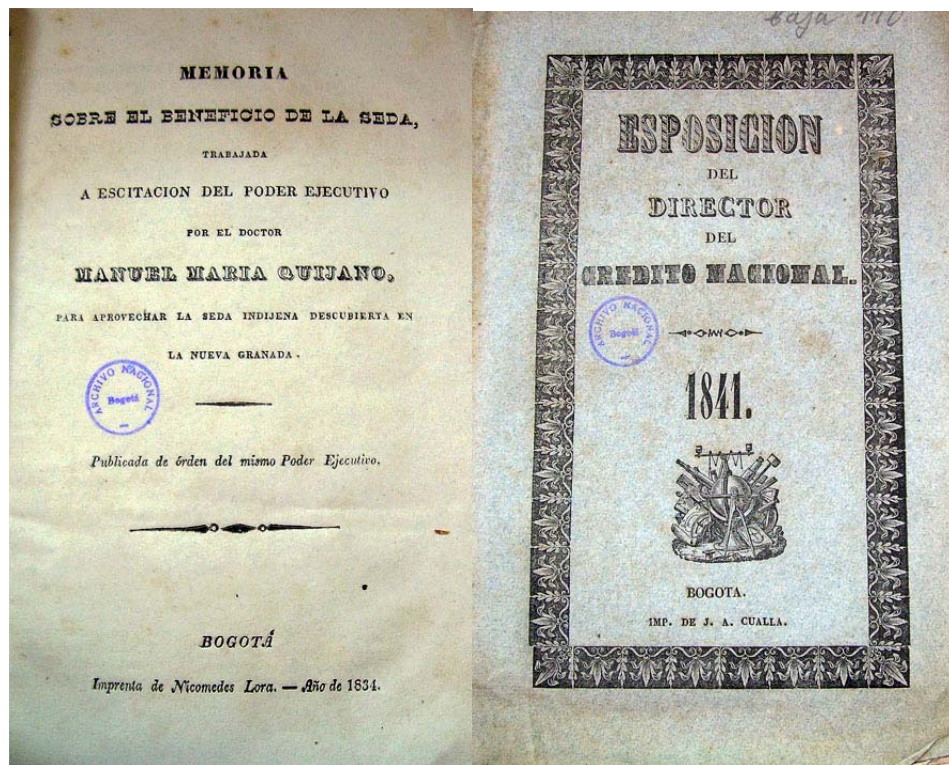 MEMORIA
SOBRE EL BENEFICIO DE LA SEDA,
TRABAJADA
A ESCITACION DEL PODER EJECUTIVO
POR EL DOCTOR
MANUEL MARIA QUIJANO,
PARA APROVECHAR LA SEDA INDIJENA DESCUBIERTA EN
LA NUEVA GRANADA.
ARCHIVO NACIONAL
Bogotá
Publicada de órden del mismo Poder Ejecutivo.
BOGOTÁ
Imprenta de Nicomedes Lora. — Año de 1834.
Caja 110
ESPOSICION
DEL
DIRECTOR
DEL
CREDITO NACIONAL.
ARCHIVO NACIONAL
Bogotá
1841.
BOGOTA.
IMP. DE J. A. CUALLA.